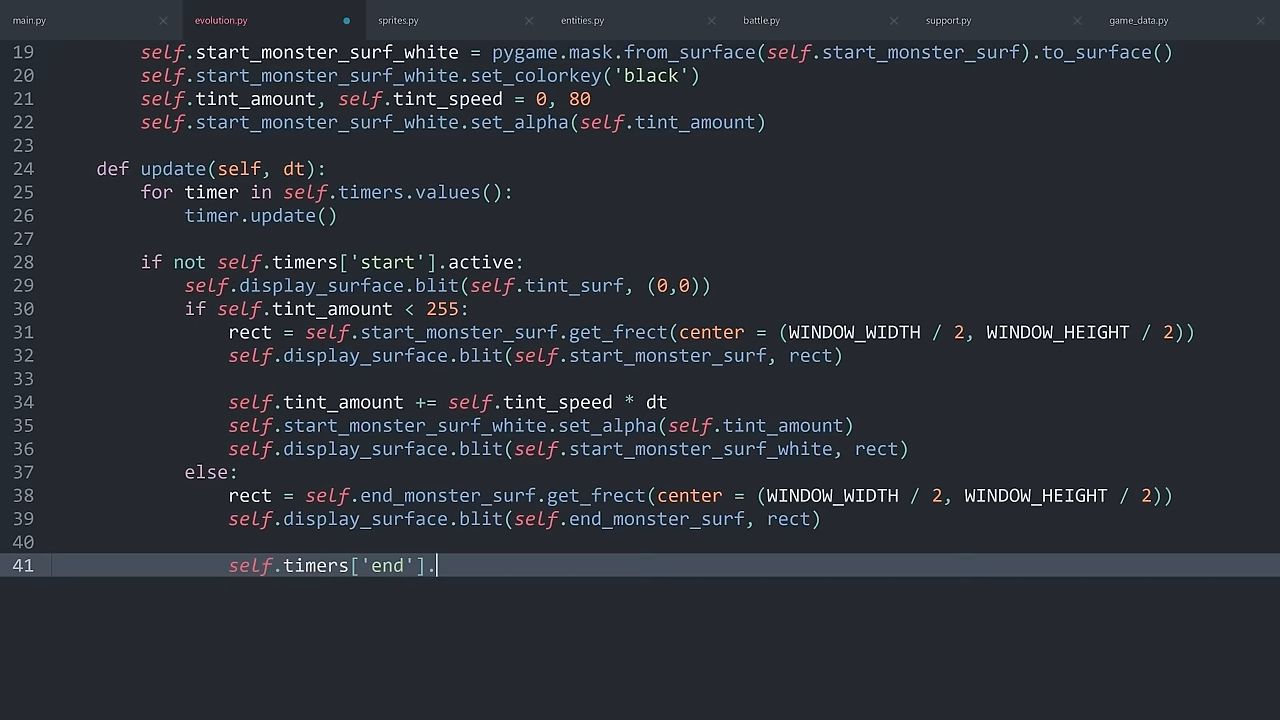 main.py evolution.py sprites.py entities.py battle.py support.py game_data.py
19 self.start_monster_surf_white = pygame.mask.from_surface(self.start_monster_surf).to_surface()
20 self.start_monster_surf_white.set_colorkey('black')
21 self.tint_amount, self.tint_speed = 0, 80
22 self.start_monster_surf_white.set_alpha(self.tint_amount)
23
24 def update(self, dt):
25 for timer in self.timers.values():
26 timer.update()
27
28 if not self.timers['start'].active:
29 self.display_surface.blit(self.tint_surf, (0,0))
30 if self.tint_amount < 255:
31 rect = self.start_monster_surf.get_frect(center = (WINDOW_WIDTH / 2, WINDOW_HEIGHT / 2))
32 self.display_surface.blit(self.start_monster_surf, rect)
33
34 self.tint_amount += self.tint_speed * dt
35 self.start_monster_surf_white.set_alpha(self.tint_amount)
36 self.display_surface.blit(self.start_monster_surf_white, rect)
37 else:
38 rect = self.end_monster_surf.get_frect(center = (WINDOW_WIDTH / 2, WINDOW_HEIGHT / 2))
39 self.display_surface.blit(self.end_monster_surf, rect)
40
41 self.timers['end'].